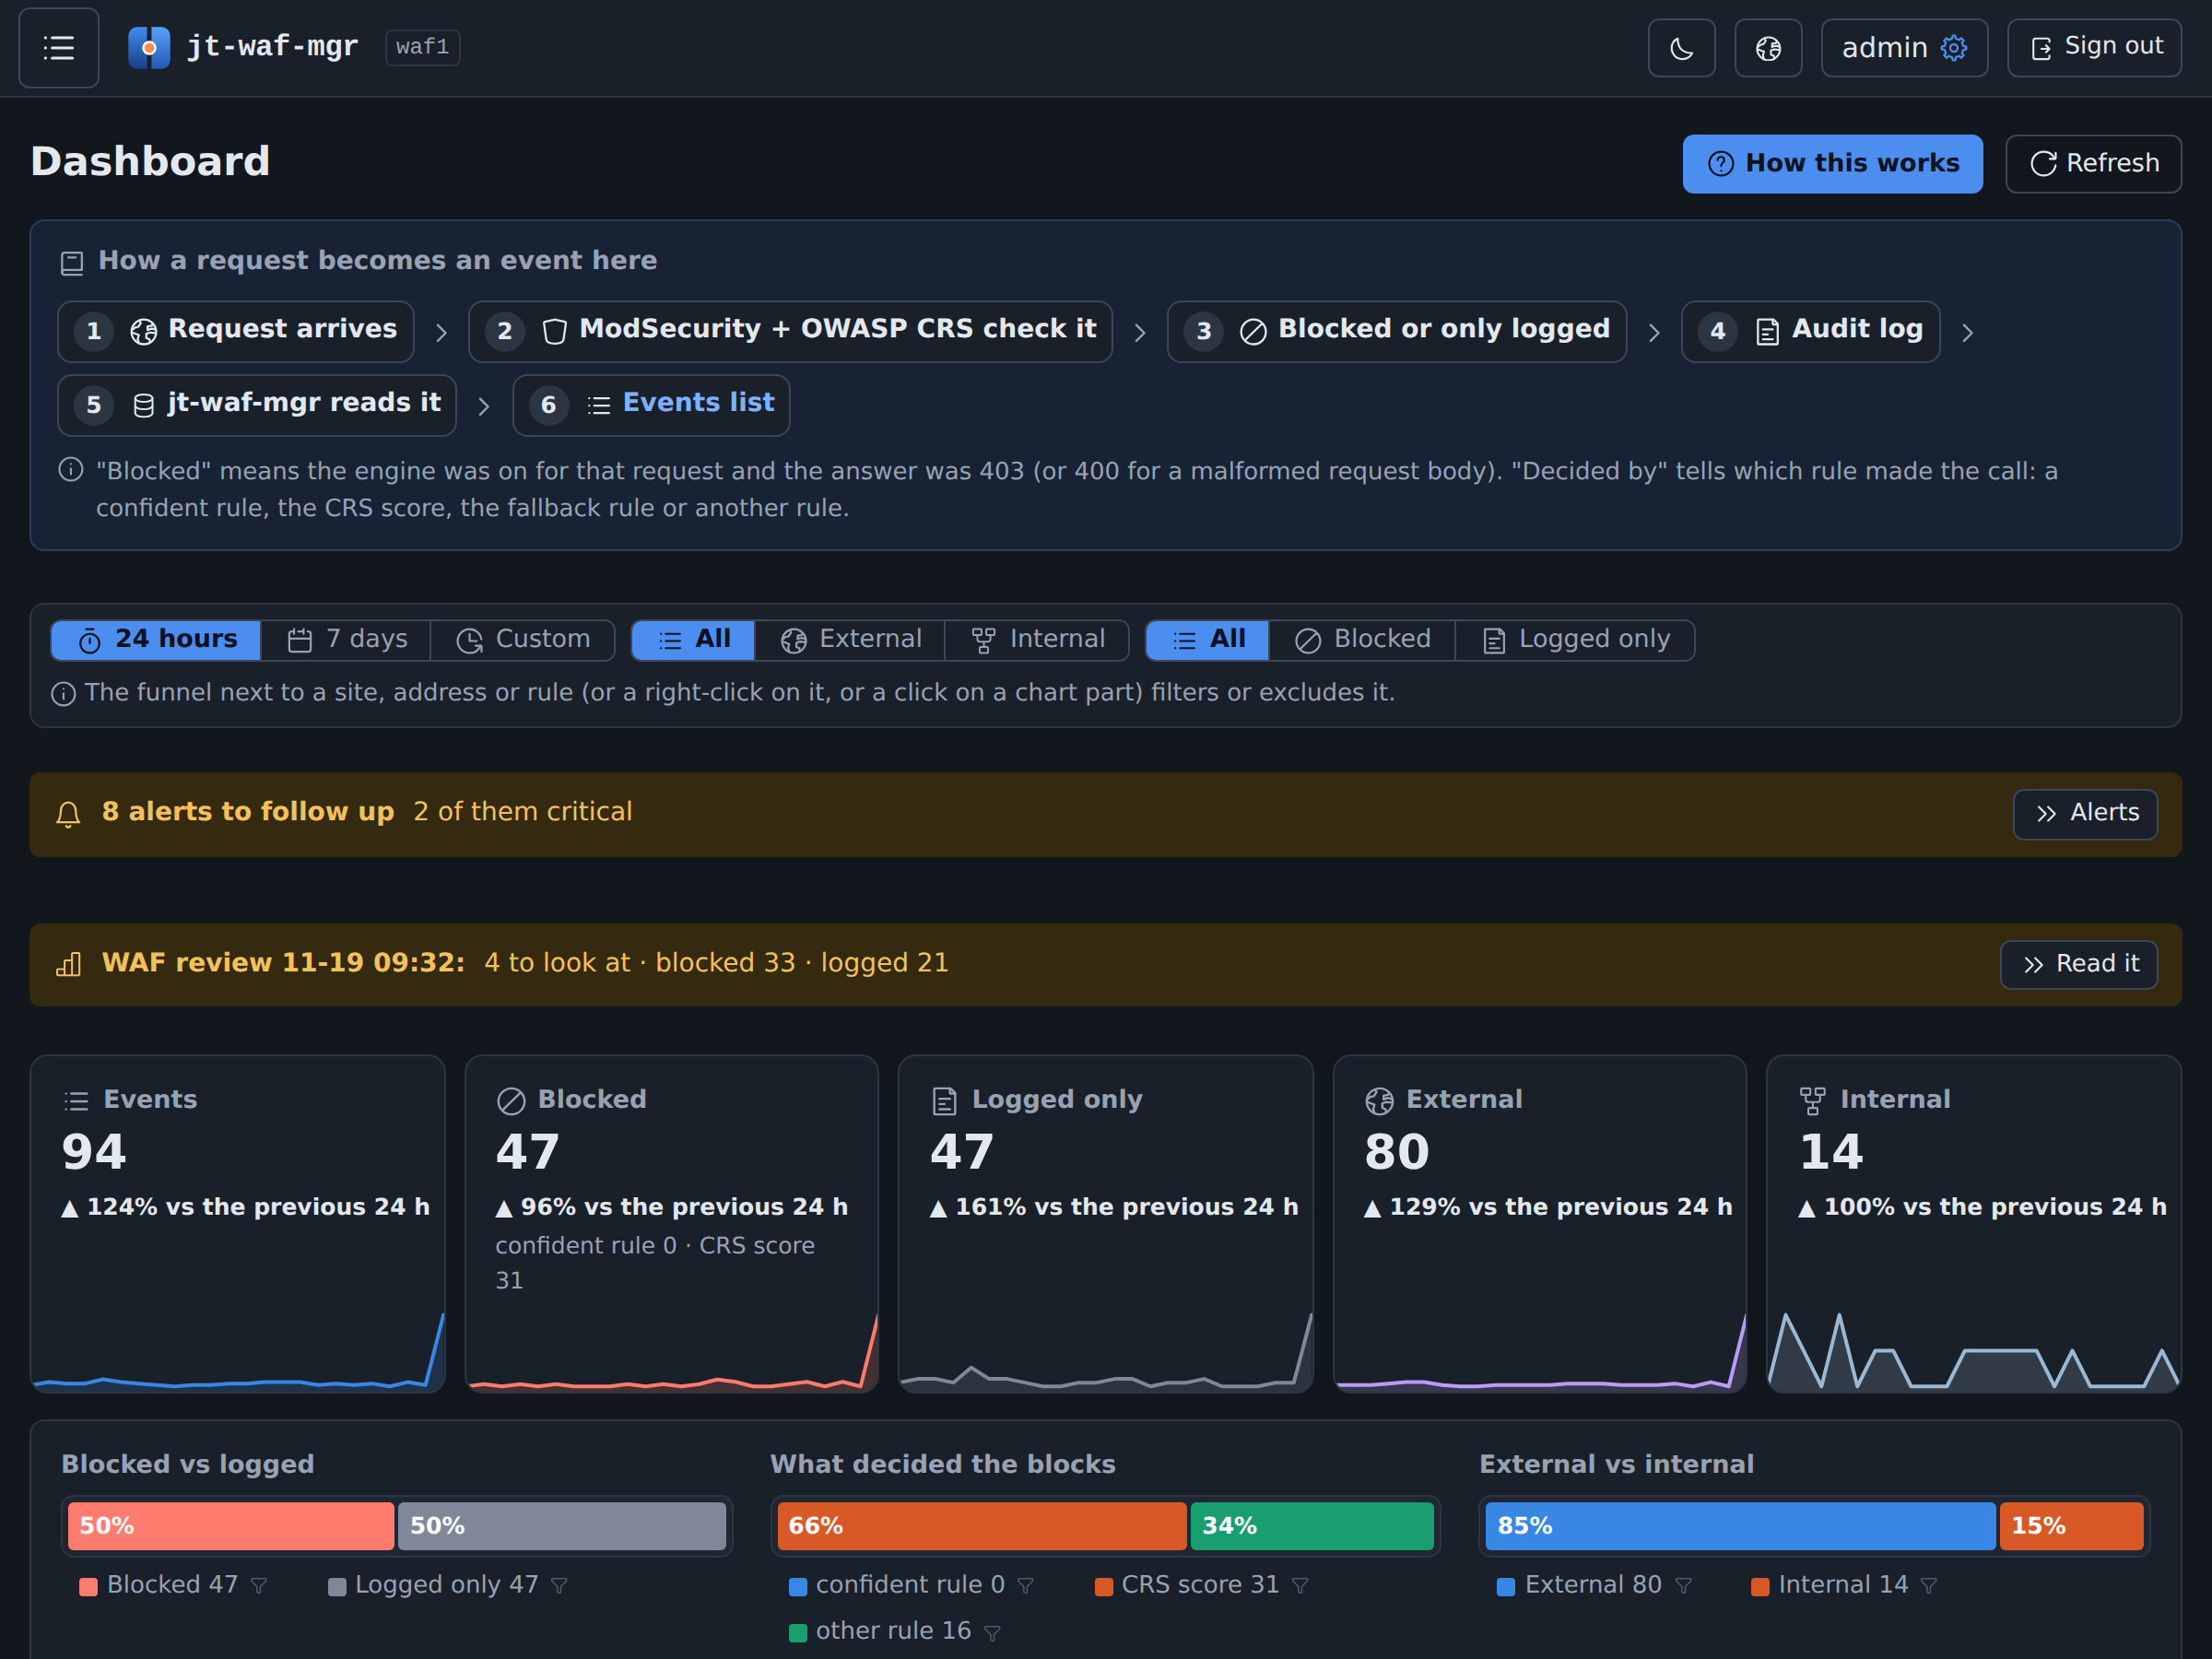 jt-waf-mgr waf1 admin Sign out
Dashboard How this works Refresh
How a request becomes an event here
1 Request arrives 2 ModSecurity + OWASP CRS check it 3 Blocked or only logged 4 Audit log
5 jt-waf-mgr reads it 6 Events list
"Blocked" means the engine was on for that request and the answer was 403 (or 400 for a malformed request body). "Decided by" tells which rule made the call: a
confident rule, the CRS score, the fallback rule or another rule.
24 hours 7 days Custom All External Internal All Blocked Logged only
The funnel next to a site, address or rule (or a right-click on it, or a click on a chart part) filters or excludes it.
8 alerts to follow up 2 of them critical Alerts
WAF review 11-19 09:32: 4 to look at · blocked 33 · logged 21 Read it
Events
94
▲ 124% vs the previous 24 h
Blocked
47
▲ 96% vs the previous 24 h
confident rule 0 · CRS score
31
Logged only
47
▲ 161% vs the previous 24 h
External
80
▲ 129% vs the previous 24 h
Internal
14
▲ 100% vs the previous 24 h
Blocked vs logged
50% 50%
Blocked 47 Logged only 47
What decided the blocks
66% 34%
confident rule 0 CRS score 31
other rule 16
External vs internal
85% 15%
External 80 Internal 14